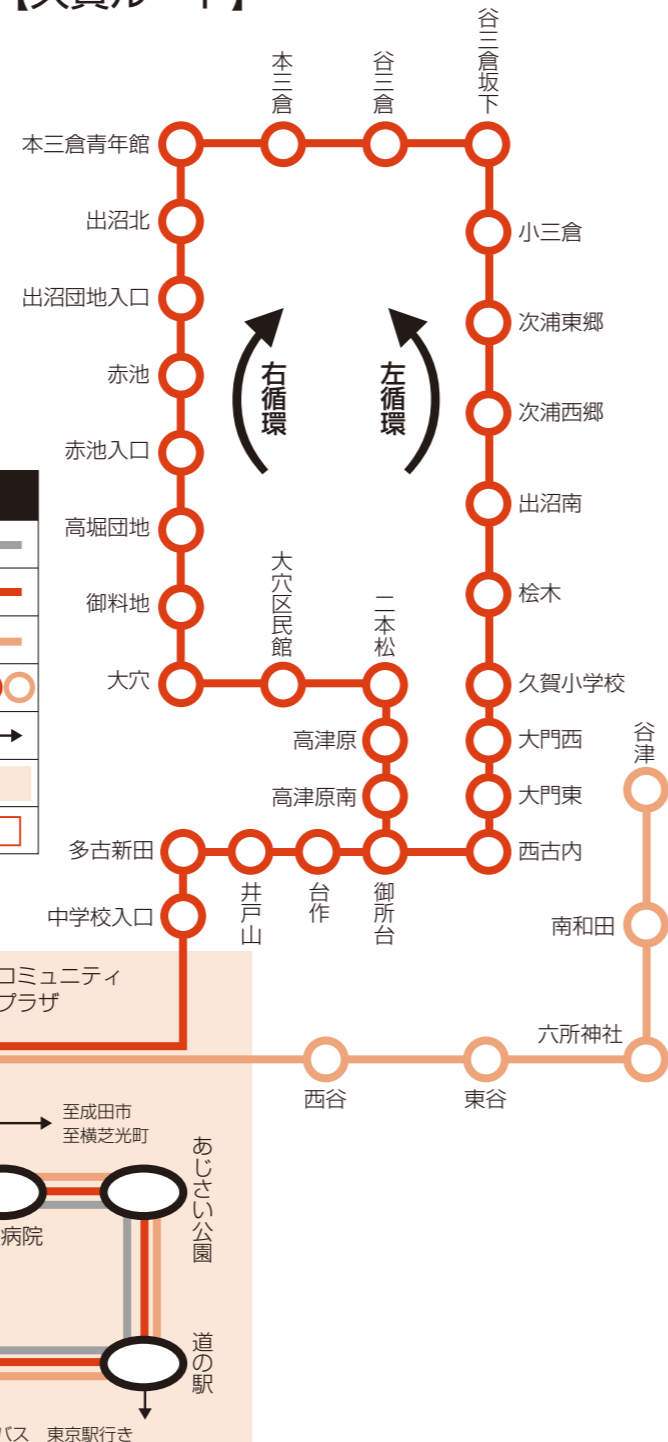 谷三倉坂下
谷三倉
本三倉
本三倉青年館
出沼北
小三倉
出沼団地入口
次浦東郷
赤池
右循環
左循環
次浦西郷
赤池入口
出沼南
高堀団地
大穴区民館
二本松
桧木
御料地
大穴
久賀小学校
高津原
大門西
谷津
高津原南
大門東
多古新田
井戸山
台作
御所台
西古内
中学校入口
南和田
コミュニティ
プラザ
六所神社
西谷
東谷
至成田市
至横芝光町
あじさい公園
病院
道の駅
バス 東京駅行き